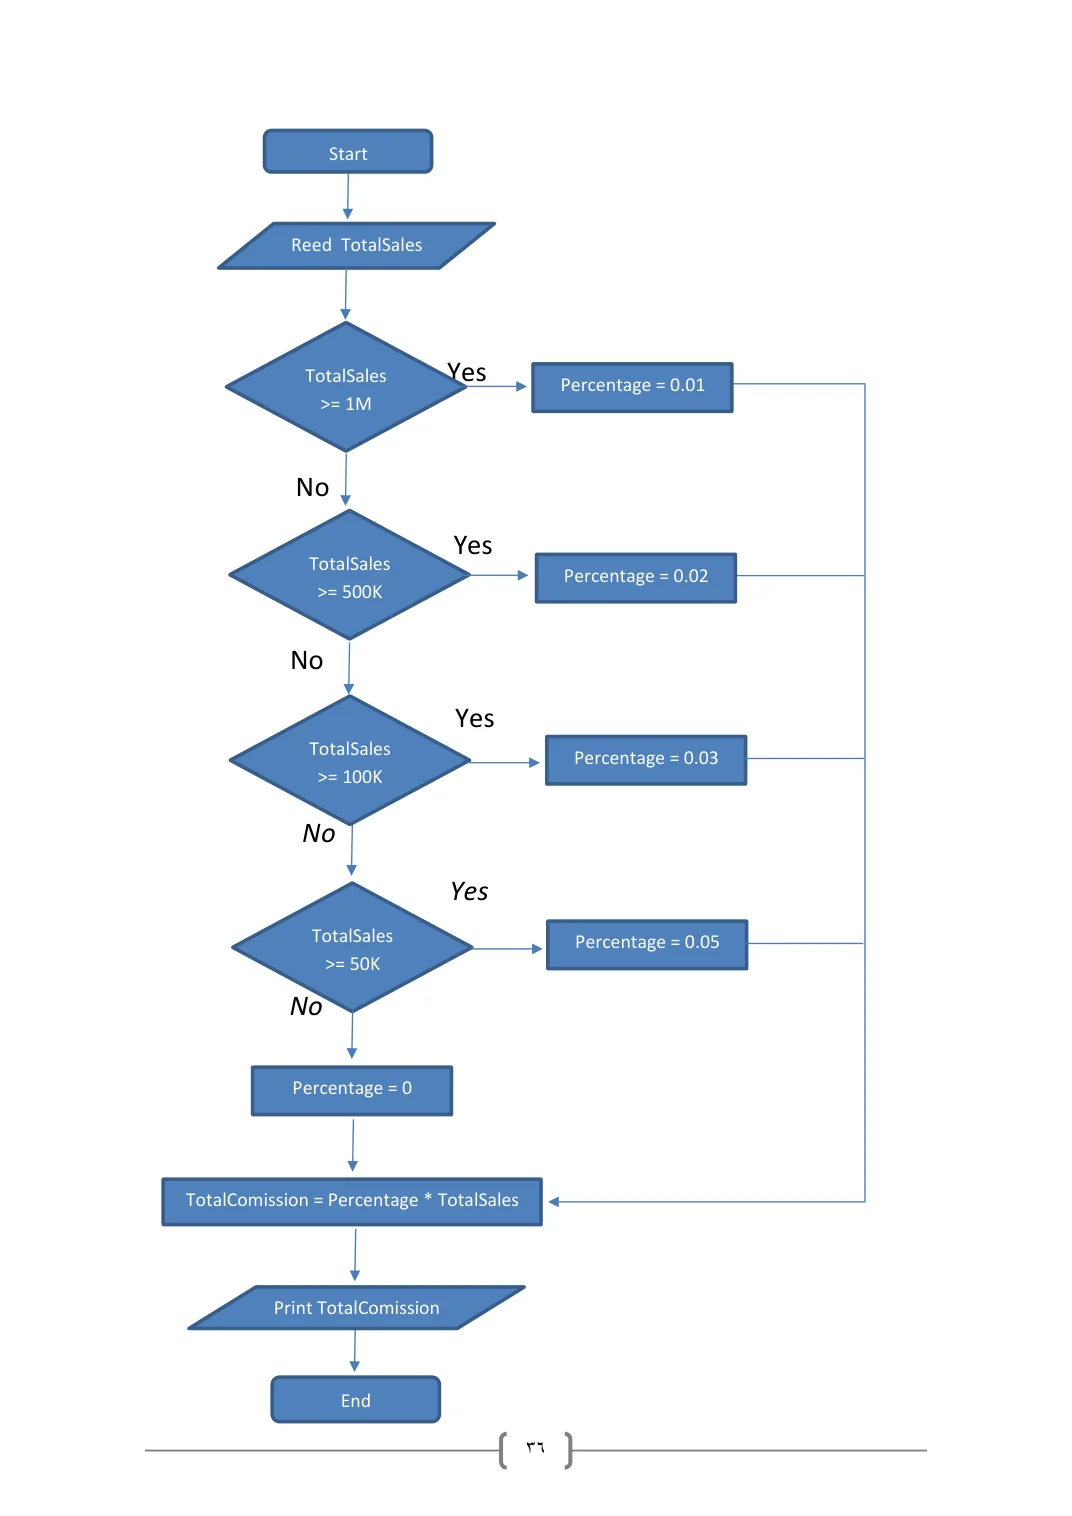 Start
Reed  TotalSales
TotalSales
>= 1M
Yes
Percentage = 0.01
No
TotalSales
>= 500K
Yes
Percentage = 0.02
No
TotalSales
>= 100K
Yes
Percentage = 0.03
No
TotalSales
>= 50K
Yes
Percentage = 0.05
No
Percentage = 0
TotalComission = Percentage * TotalSales
Print TotalComission
End
٣٦